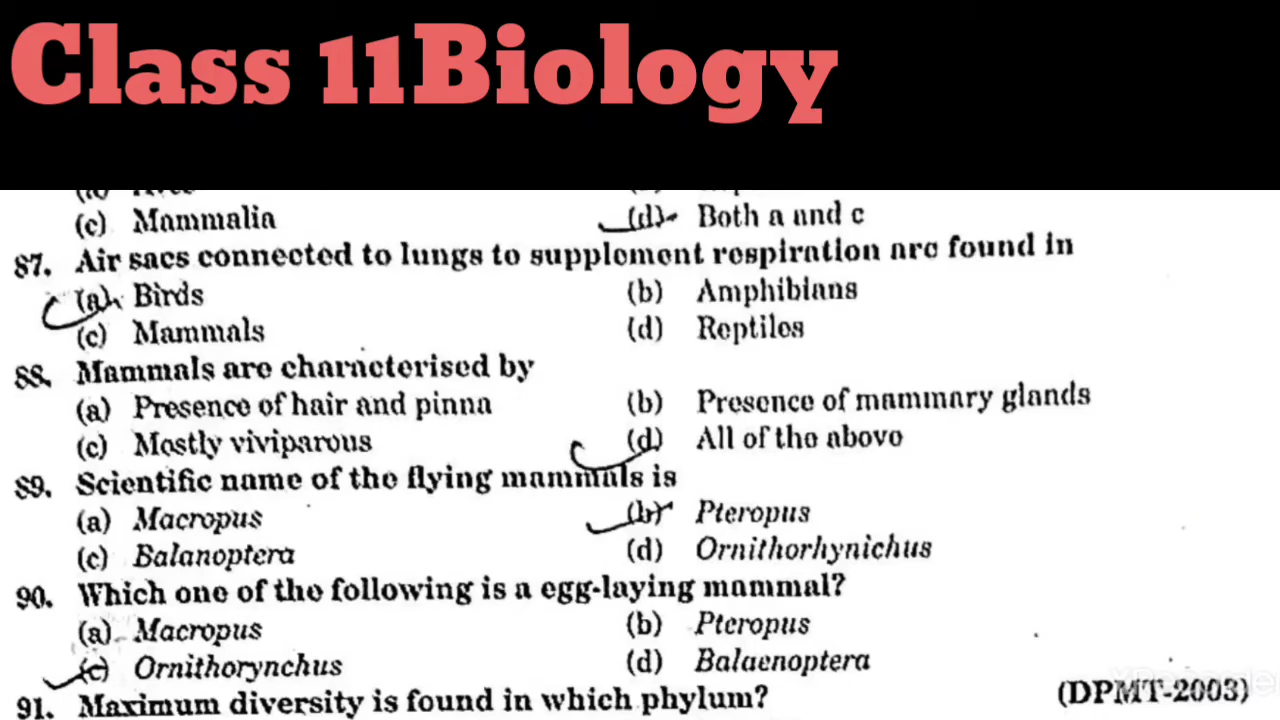 Class 11Biology
(c) Mammalia (d) Both a and c
87. Air sacs connected to lungs to supplement respiration are found in
(a) Birds (b) Amphibians
(c) Mammals (d) Reptiles
88. Mammals are characterised by
(a) Presence of hair and pinna (b) Presence of mammary glands
(c) Mostly viviparous (d) All of the above
89. Scientific name of the flying mammals is
(a) Macropus (b) Pteropus
(c) Balanoptera (d) Ornithorhynichus
90. Which one of the following is a egg-laying mammal?
(a) Macropus (b) Pteropus
(c) Ornithorynchus (d) Balaenoptera
91. Maximum diversity is found in which phylum?
(DPMT-2003)